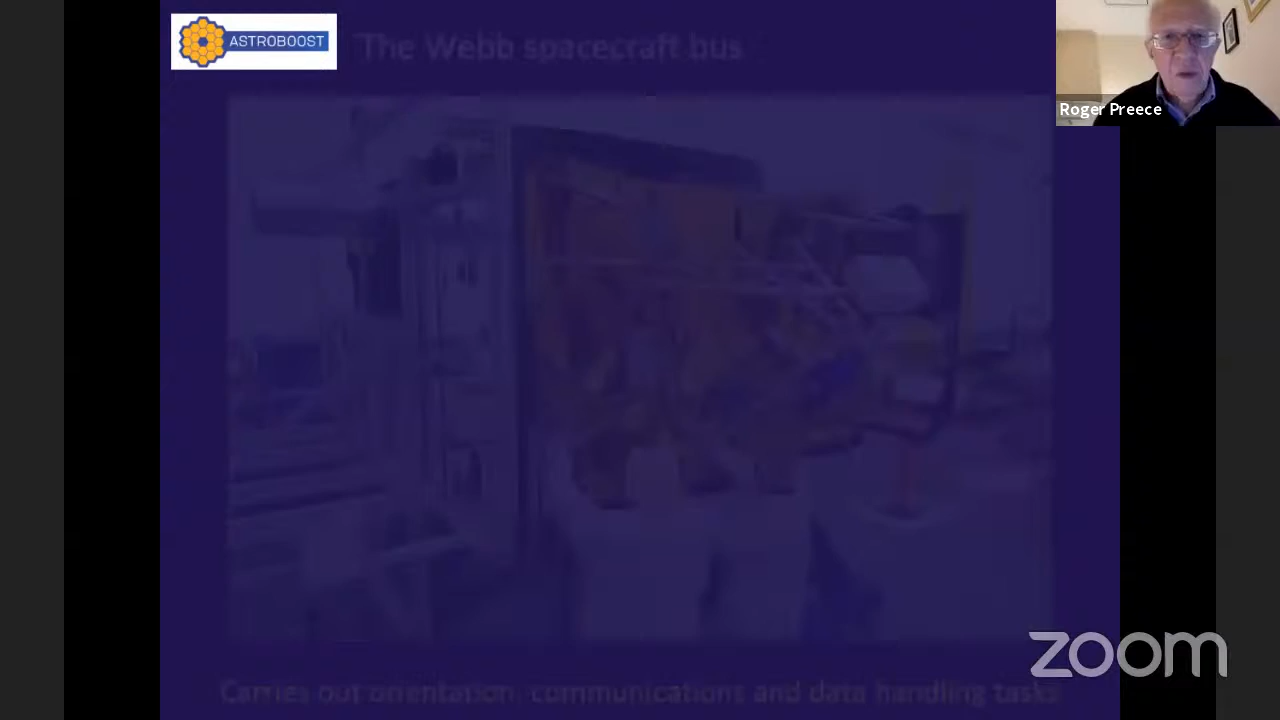 ASTROBOOST
The Webb spacecraft bus
Roger Preece
zoom
Carries out orientation, communications and data handling tasks